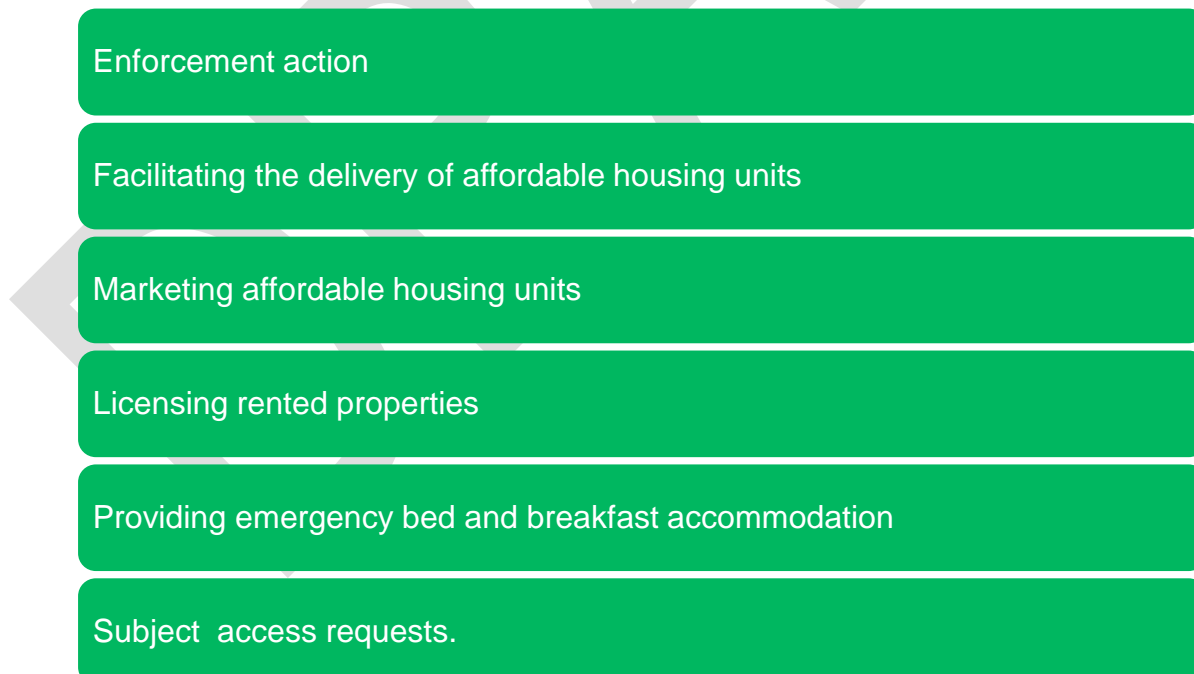 Enforcement action
Facilitating the delivery of affordable housing units
Marketing affordable housing units
Licensing rented properties
Providing emergency bed and breakfast accommodation
Subject  access requests.